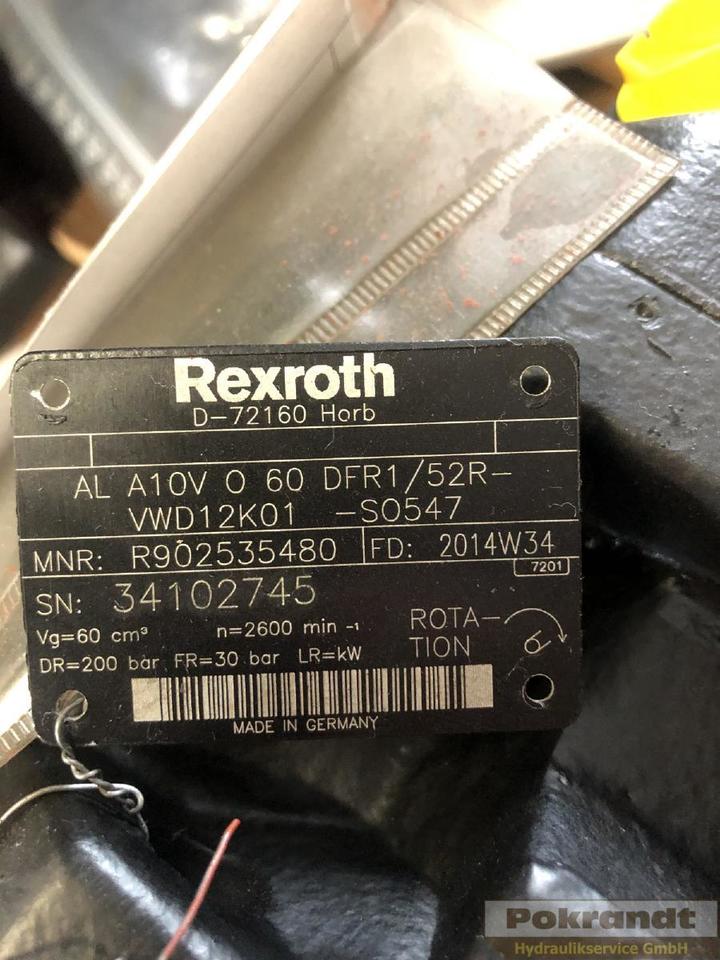 Rexroth
D-72160 Horb
AL A10V O 60 DFR1/52R-
VWD12K01 -SO547
MNR: R902535480 FD: 2014W34
7201
SN: 34102745
Vg=60 cm³ n=2600 min -1
DR=200 bar FR=30 bar LR=kW
ROTA-
TION
MADE IN GERMANY
Pokrandt
Hydraulikservice GmbH